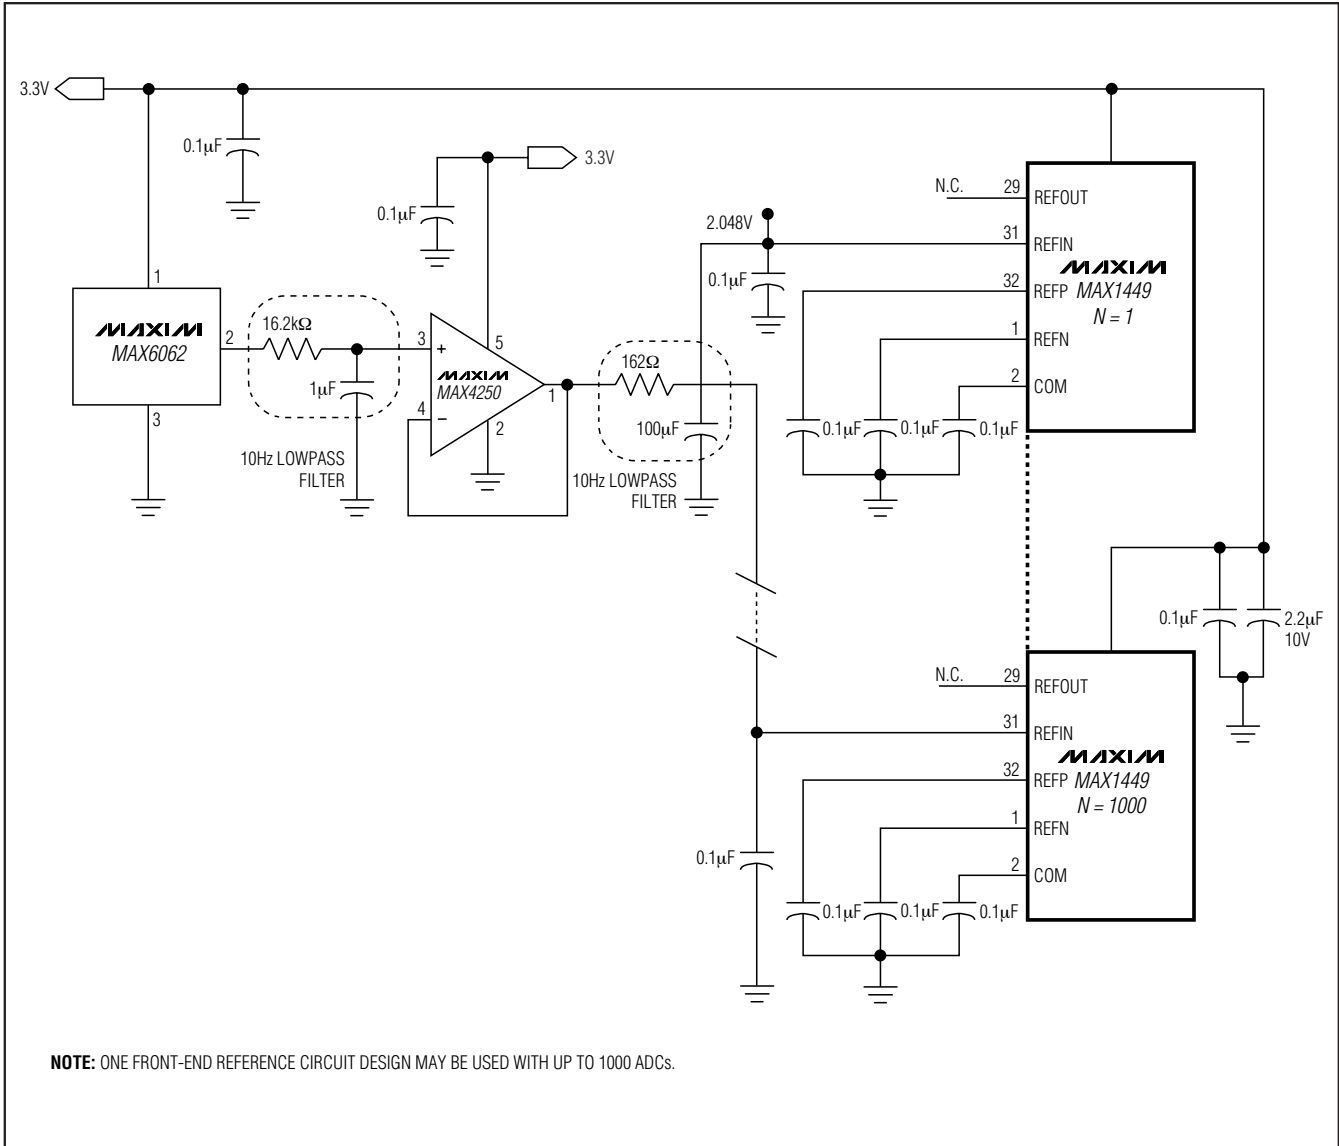 3.3V
0.1µF
3.3V
0.1µF
1
MAXIM
MAX6062
2
3
16.2kΩ
1µF
10Hz LOWPASS
FILTER
3
+
4
−
5
MAXIM
MAX4250
1
2
162Ω
100µF
10Hz LOWPASS
FILTER
2.048V
0.1µF
N.C.
29
REFOUT
31
REFIN
MAXIM
32
REFP
MAX1449
N = 1
1
REFN
2
COM
0.1µF
0.1µF
0.1µF
0.1µF
2.2µF
10V
N.C.
29
REFOUT
31
REFIN
MAXIM
32
REFP
MAX1449
N = 1000
1
REFN
2
COM
0.1µF
0.1µF
0.1µF
0.1µF
NOTE: ONE FRONT-END REFERENCE CIRCUIT DESIGN MAY BE USED WITH UP TO 1000 ADCs.